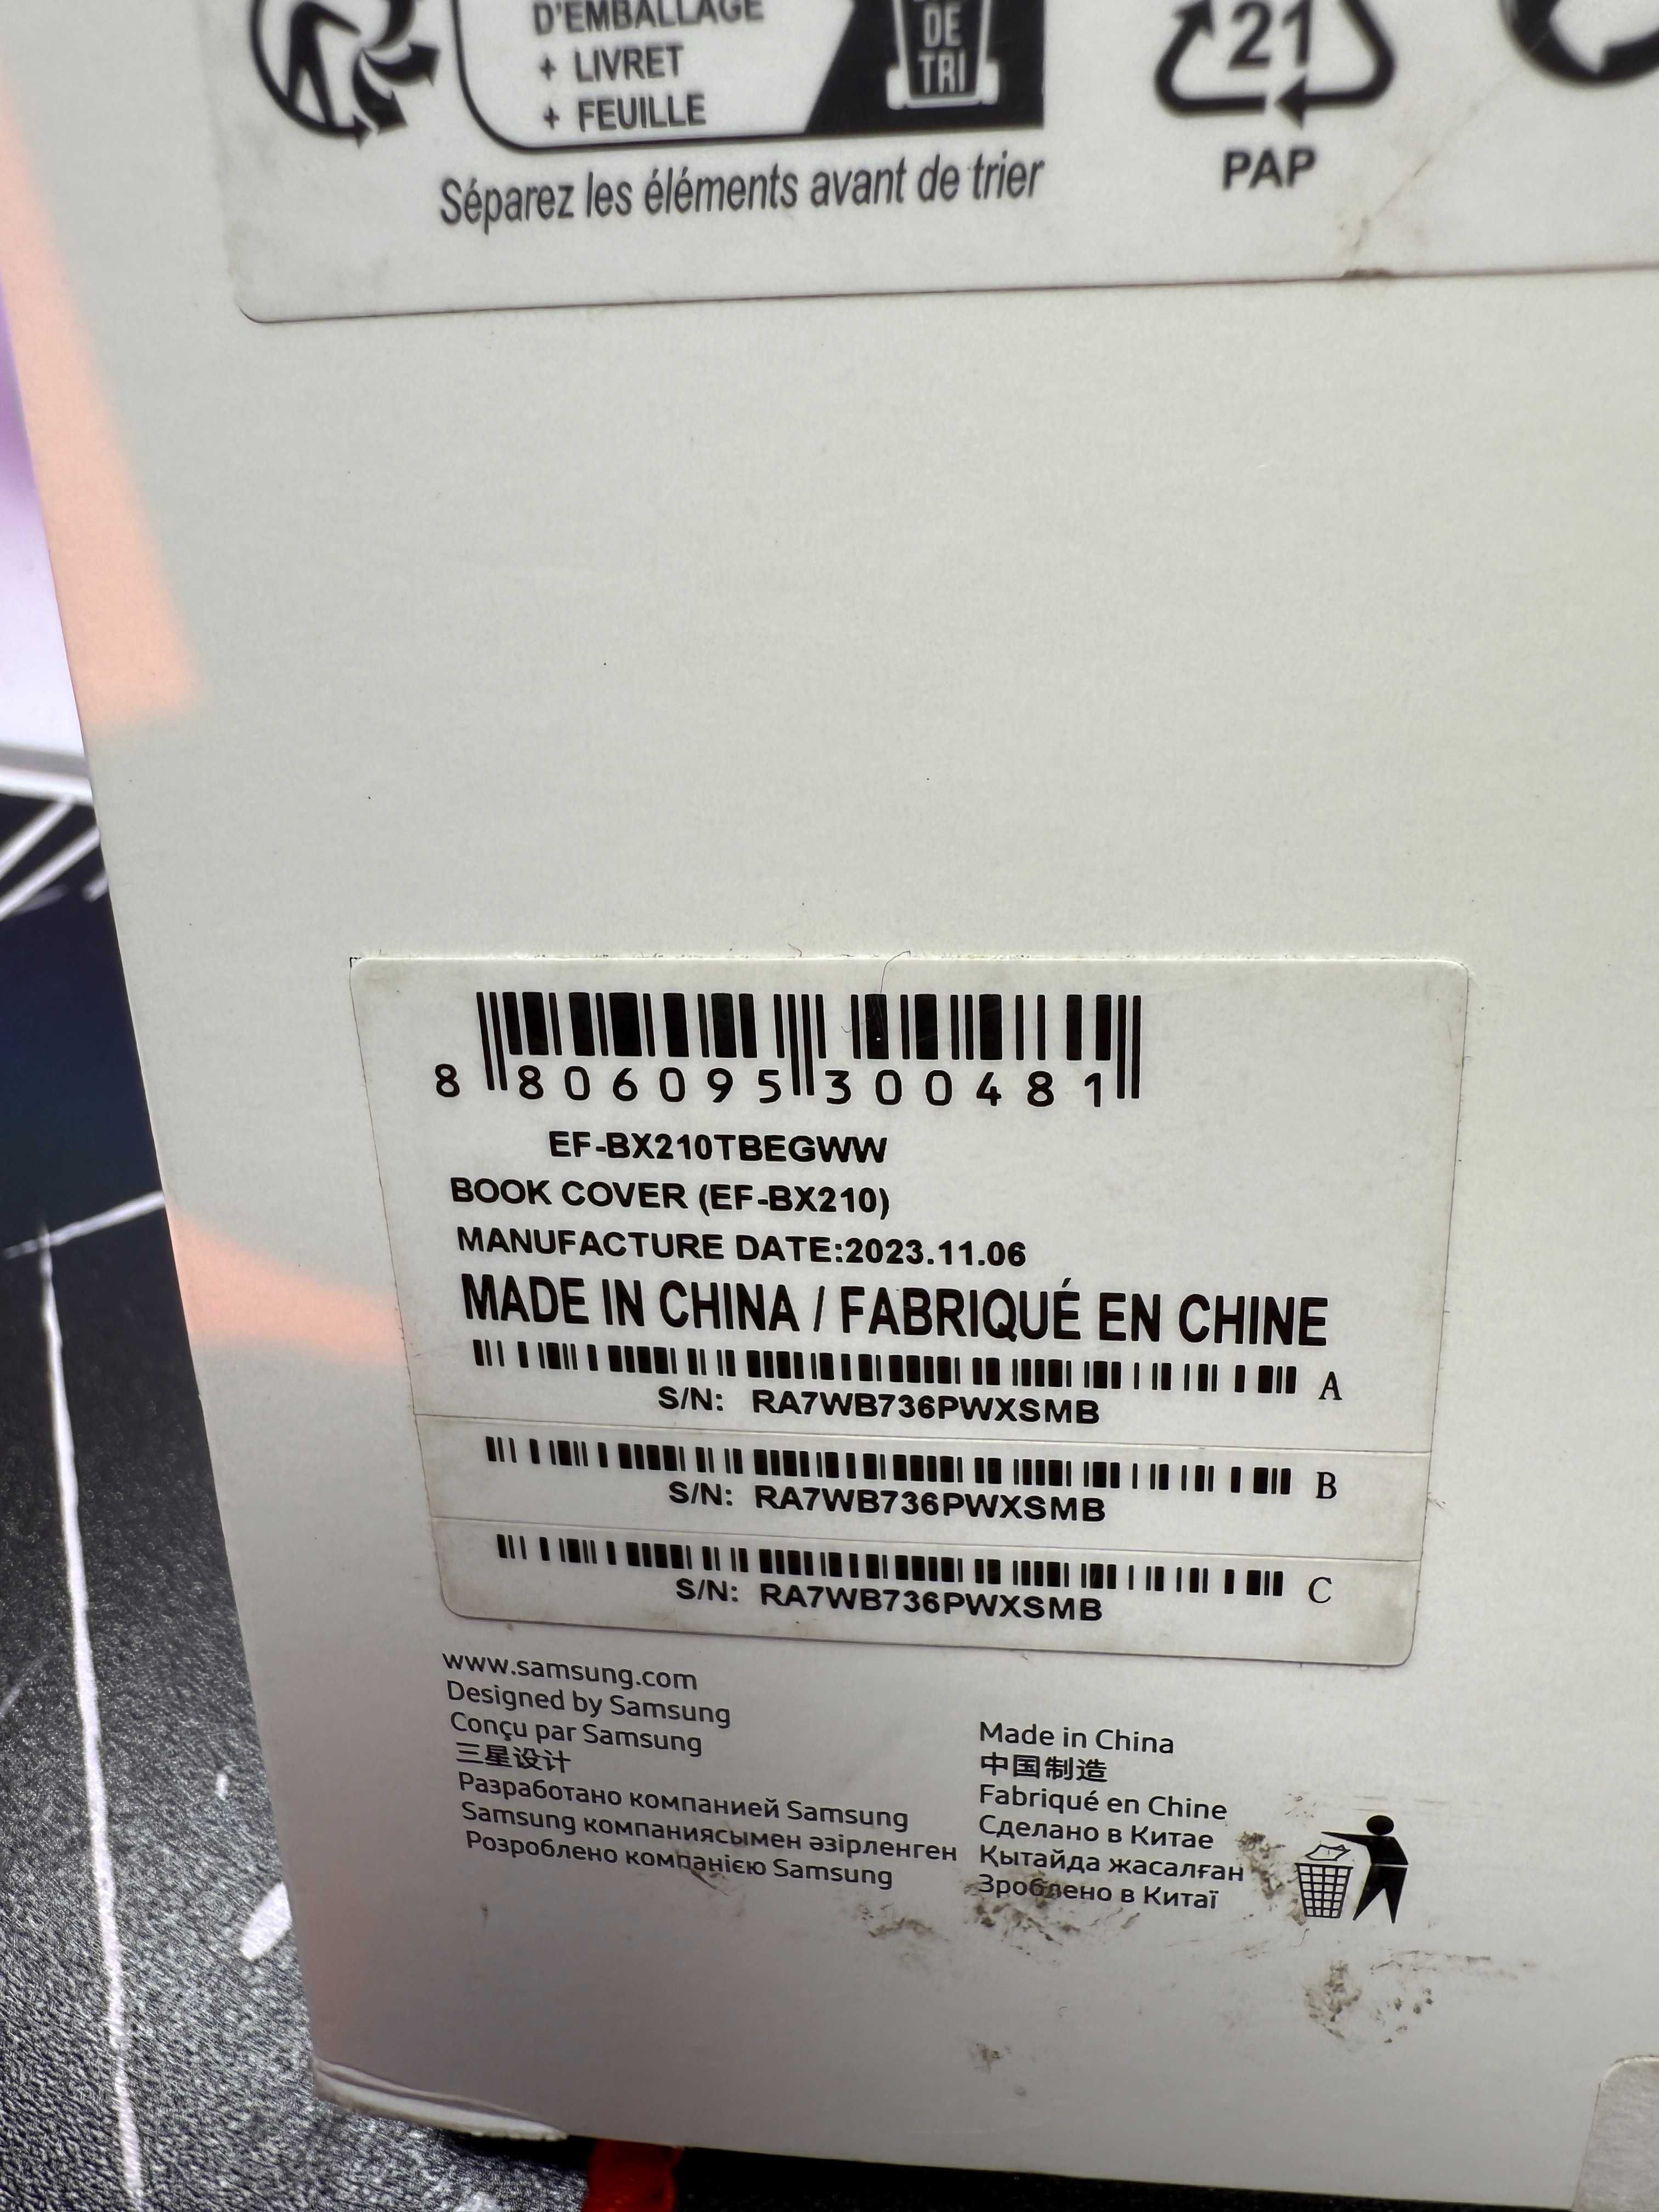 D'EMBALLAGE
+ LIVRET
+ FEUILLE
DE
TRI
Séparez les éléments avant de trier
21
PAP
8 806095 300481
EF-BX210TBEGWW
BOOK COVER (EF-BX210)
MANUFACTURE DATE:2023.11.06
MADE IN CHINA / FABRIQUÉ EN CHINE
A
S/N: RA7WB736PWXSMB
B
S/N: RA7WB736PWXSMB
C
S/N: RA7WB736PWXSMB
www.samsung.com
Designed by Samsung
Conçu par Samsung
三星设计
Разработано компанией Samsung
Samsung компаниясымен әзірленген
Розроблено компанією Samsung
Made in China
中国制造
Fabriqué en Chine
Сделано в Китае
Қытайда жасалған
Зроблено в Китаї